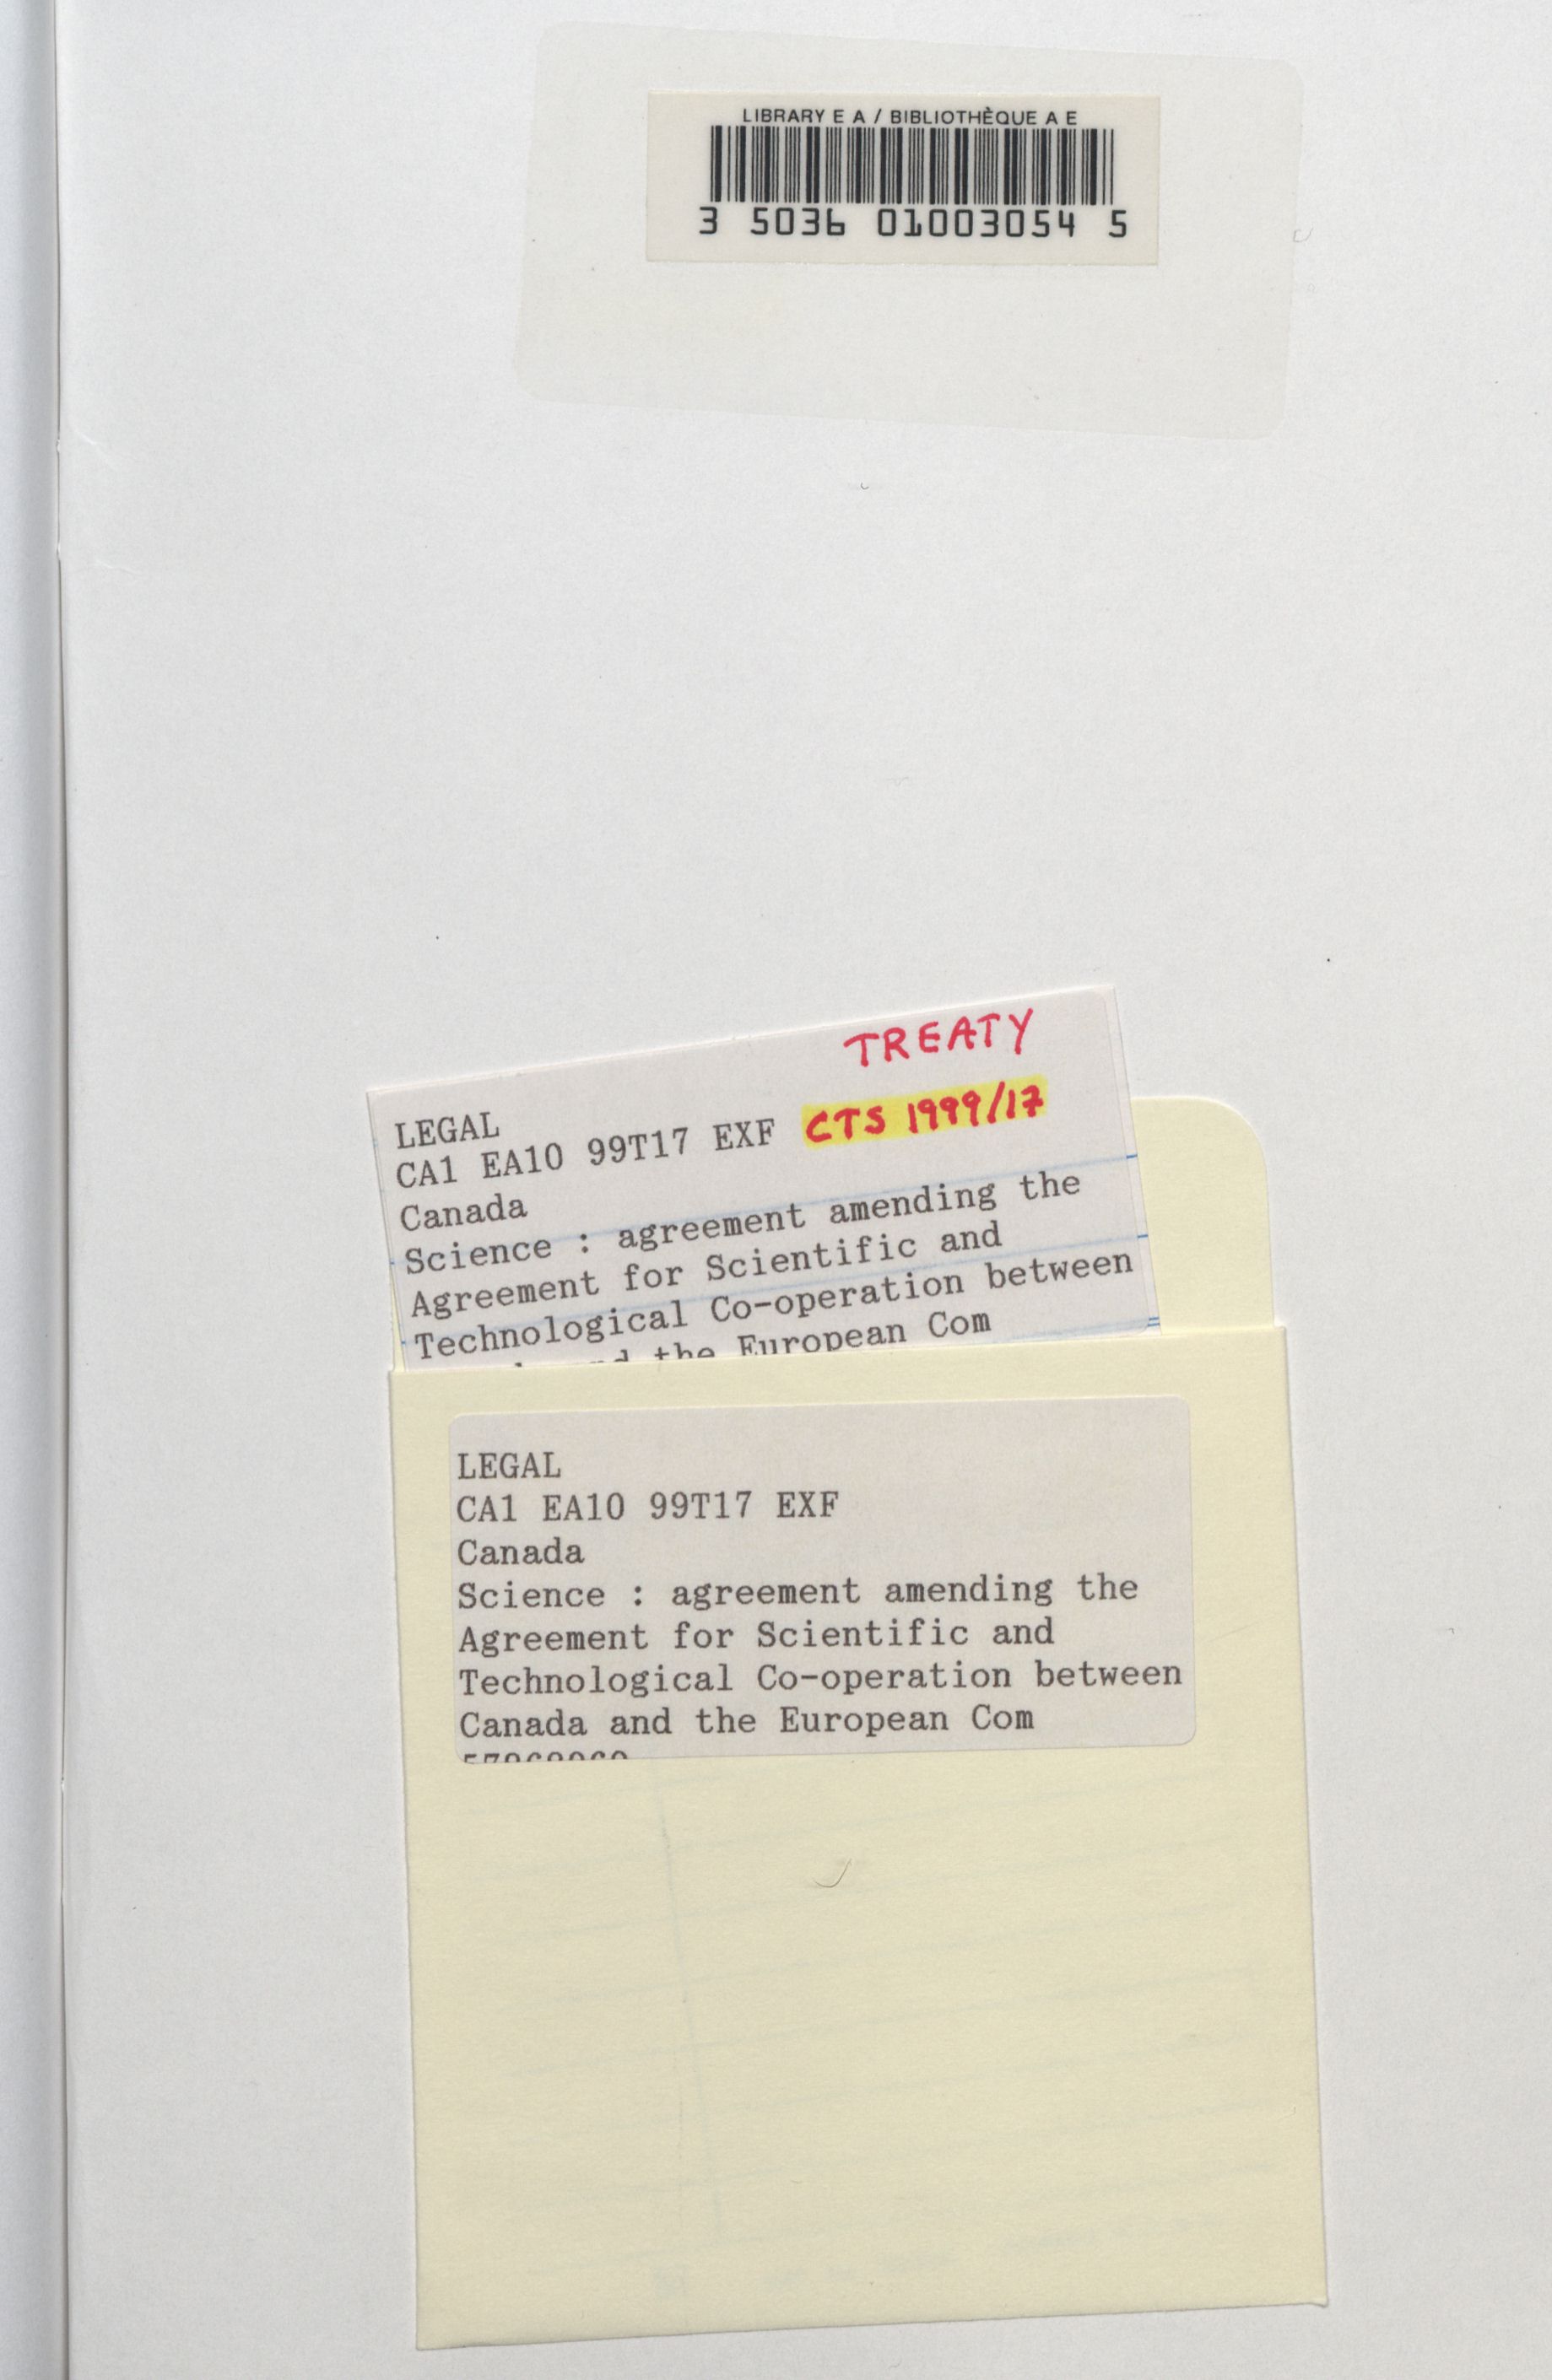 LIBRARY E A / BIBLIOTHÈQUE A E
3 5036 01003054 5
TREATY
LEGAL
CA1 EA10 99T17 EXF CTS 1999/17
Canada
Science : agreement amending the
Agreement for Scientific and
Technological Co-operation between
and the European Com
LEGAL
CA1 EA10 99T17 EXF
Canada
Science : agreement amending the
Agreement for Scientific and
Technological Co-operation between
Canada and the European Com